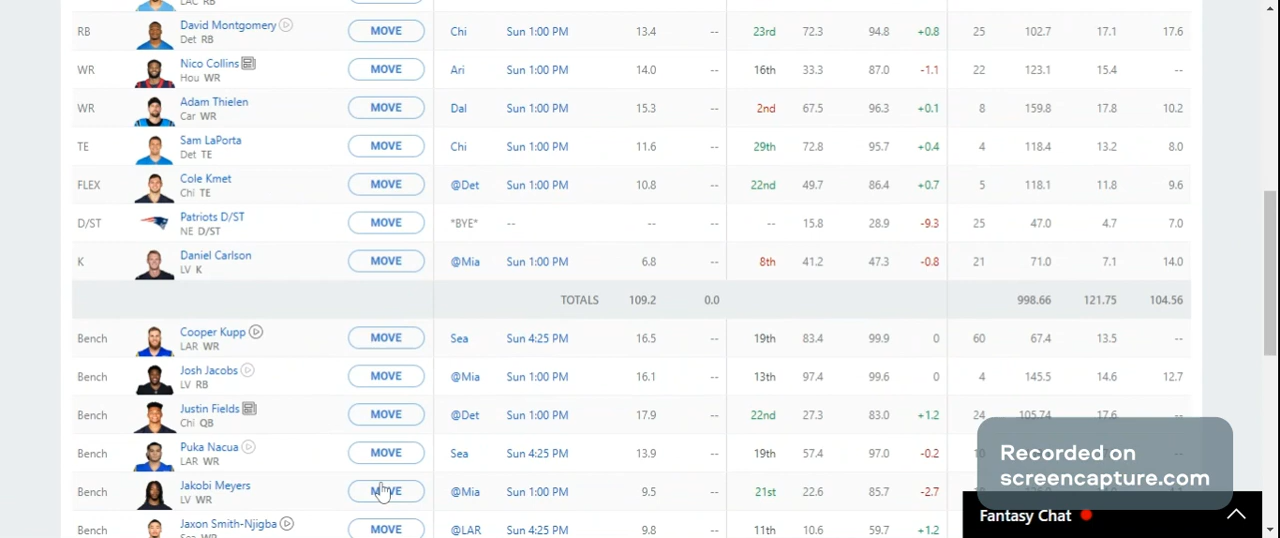 LAC RB
RB David Montgomery Det RB MOVE Chi Sun 1:00 PM 13.4 -- 23rd 72.3 94.8 +0.8 25 102.7 17.1 17.6
WR Nico Collins Hou WR MOVE Ari Sun 1:00 PM 14.0 -- 16th 33.3 87.0 -1.1 22 123.1 15.4 --
WR Adam Thielen Car WR MOVE Dal Sun 1:00 PM 15.3 -- 2nd 67.5 96.3 +0.1 8 159.8 17.8 10.2
TE Sam LaPorta Det TE MOVE Chi Sun 1:00 PM 11.6 -- 29th 72.8 95.7 +0.4 4 118.4 13.2 8.0
FLEX Cole Kmet Chi TE MOVE @Det Sun 1:00 PM 10.8 -- 22nd 49.7 86.4 +0.7 5 118.1 11.8 9.6
D/ST Patriots D/ST NE D/ST MOVE *BYE* -- -- -- -- 15.8 28.9 -9.3 25 47.0 4.7 7.0
K Daniel Carlson LV K MOVE @Mia Sun 1:00 PM 6.8 -- 8th 41.2 47.3 -0.8 21 71.0 7.1 14.0
TOTALS 109.2 0.0 998.66 121.75 104.56
Bench Cooper Kupp LAR WR MOVE Sea Sun 4:25 PM 16.5 -- 19th 83.4 99.9 0 60 67.4 13.5 --
Bench Josh Jacobs LV RB MOVE @Mia Sun 1:00 PM 16.1 -- 13th 97.4 99.6 0 4 145.5 14.6 12.7
Bench Justin Fields Chi QB MOVE @Det Sun 1:00 PM 17.9 -- 22nd 27.3 83.0 +1.2 24 105.74 17.6 --
Bench Puka Nacua LAR WR MOVE Sea Sun 4:25 PM 13.9 -- 19th 57.4 97.0 -0.2
Bench Jakobi Meyers LV WR MOVE @Mia Sun 1:00 PM 9.5 -- 21st 22.6 85.7 -2.7
Bench Jaxon Smith-Njigba MOVE @LAR Sun 4:25 PM 9.8 -- 11th 10.6 59.7 +1.2
Recorded on
screencapture.com
Fantasy Chat